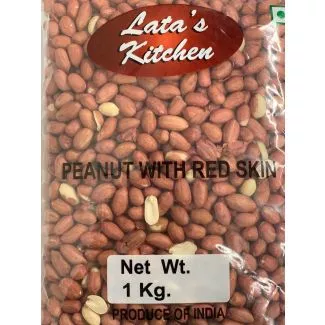 Lata's
Kitchen
PEANUT WITH RED SKIN
Net Wt.
1 Kg.
PRODUCE OF INDIA